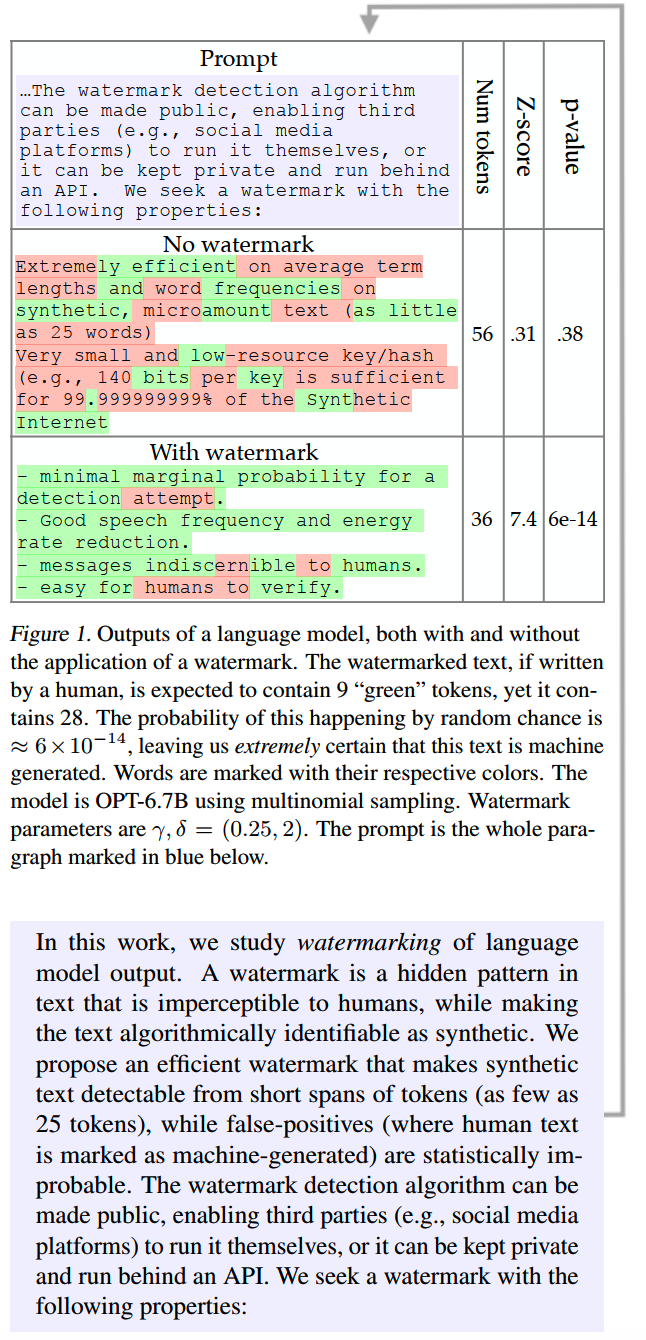 Prompt
…The watermark detection algorithm
can be made public, enabling third
parties (e.g., social media
platforms) to run it themselves, or
it can be kept private and run behind
an API.  We seek a watermark with the
following properties:
Num tokens
Z-score
p-value
No watermark
Extremely efficient on average term
lengths and word frequencies on
synthetic, microamount text (as little
as 25 words)
Very small and low-resource key/hash
(e.g., 140 bits per key is sufficient
for 99.999999999% of the Synthetic
Internet
56
.31
.38
With watermark
- minimal marginal probability for a
detection attempt.
- Good speech frequency and energy
rate reduction.
- messages indiscernible to humans.
- easy for humans to verify.
36
7.4
6e-14
Figure 1. Outputs of a language model, both with and without
the application of a watermark. The watermarked text, if written
by a human, is expected to contain 9 “green” tokens, yet it con-
tains 28. The probability of this happening by random chance is
≈ 6×10⁻¹⁴, leaving us extremely certain that this text is machine
generated. Words are marked with their respective colors. The
model is OPT-6.7B using multinomial sampling. Watermark
parameters are γ, δ = (0.25, 2). The prompt is the whole para-
graph marked in blue below.
In this work, we study watermarking of language
model output. A watermark is a hidden pattern in
text that is imperceptible to humans, while making
the text algorithmically identifiable as synthetic. We
propose an efficient watermark that makes synthetic
text detectable from short spans of tokens (as few as
25 tokens), while false-positives (where human text
is marked as machine-generated) are statistically im-
probable. The watermark detection algorithm can be
made public, enabling third parties (e.g., social media
platforms) to run it themselves, or it can be kept private
and run behind an API. We seek a watermark with the
following properties: